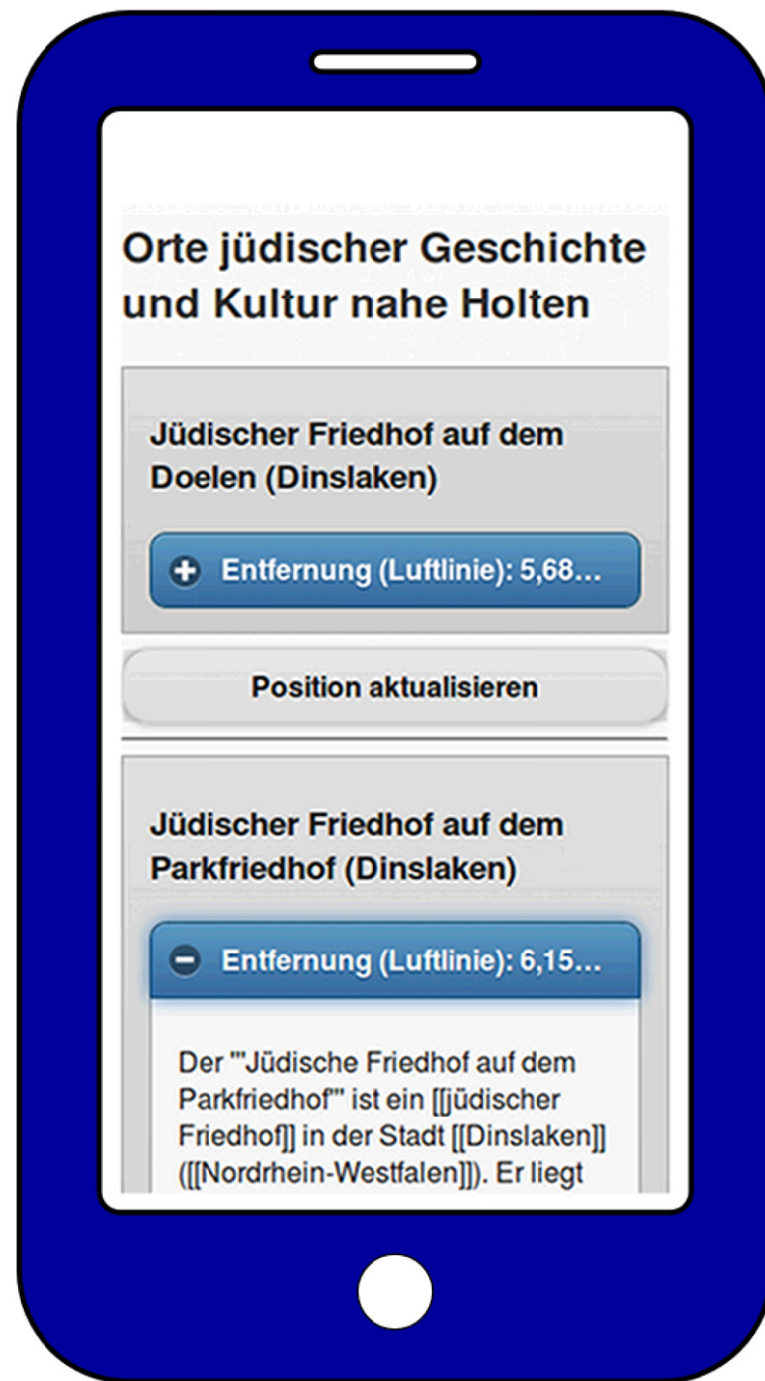 Orte jüdischer Geschichte
und Kultur nahe Holten
Jüdischer Friedhof auf dem
Doelen (Dinslaken)
Entfernung (Luftlinie): 5,68...
Position aktualisieren
Jüdischer Friedhof auf dem
Parkfriedhof (Dinslaken)
Entfernung (Luftlinie): 6,15...
Der '''Jüdische Friedhof auf dem
Parkfriedhof''' ist ein [[jüdischer
Friedhof]] in der Stadt [[Dinslaken]]
([[Nordrhein-Westfalen]]). Er liegt